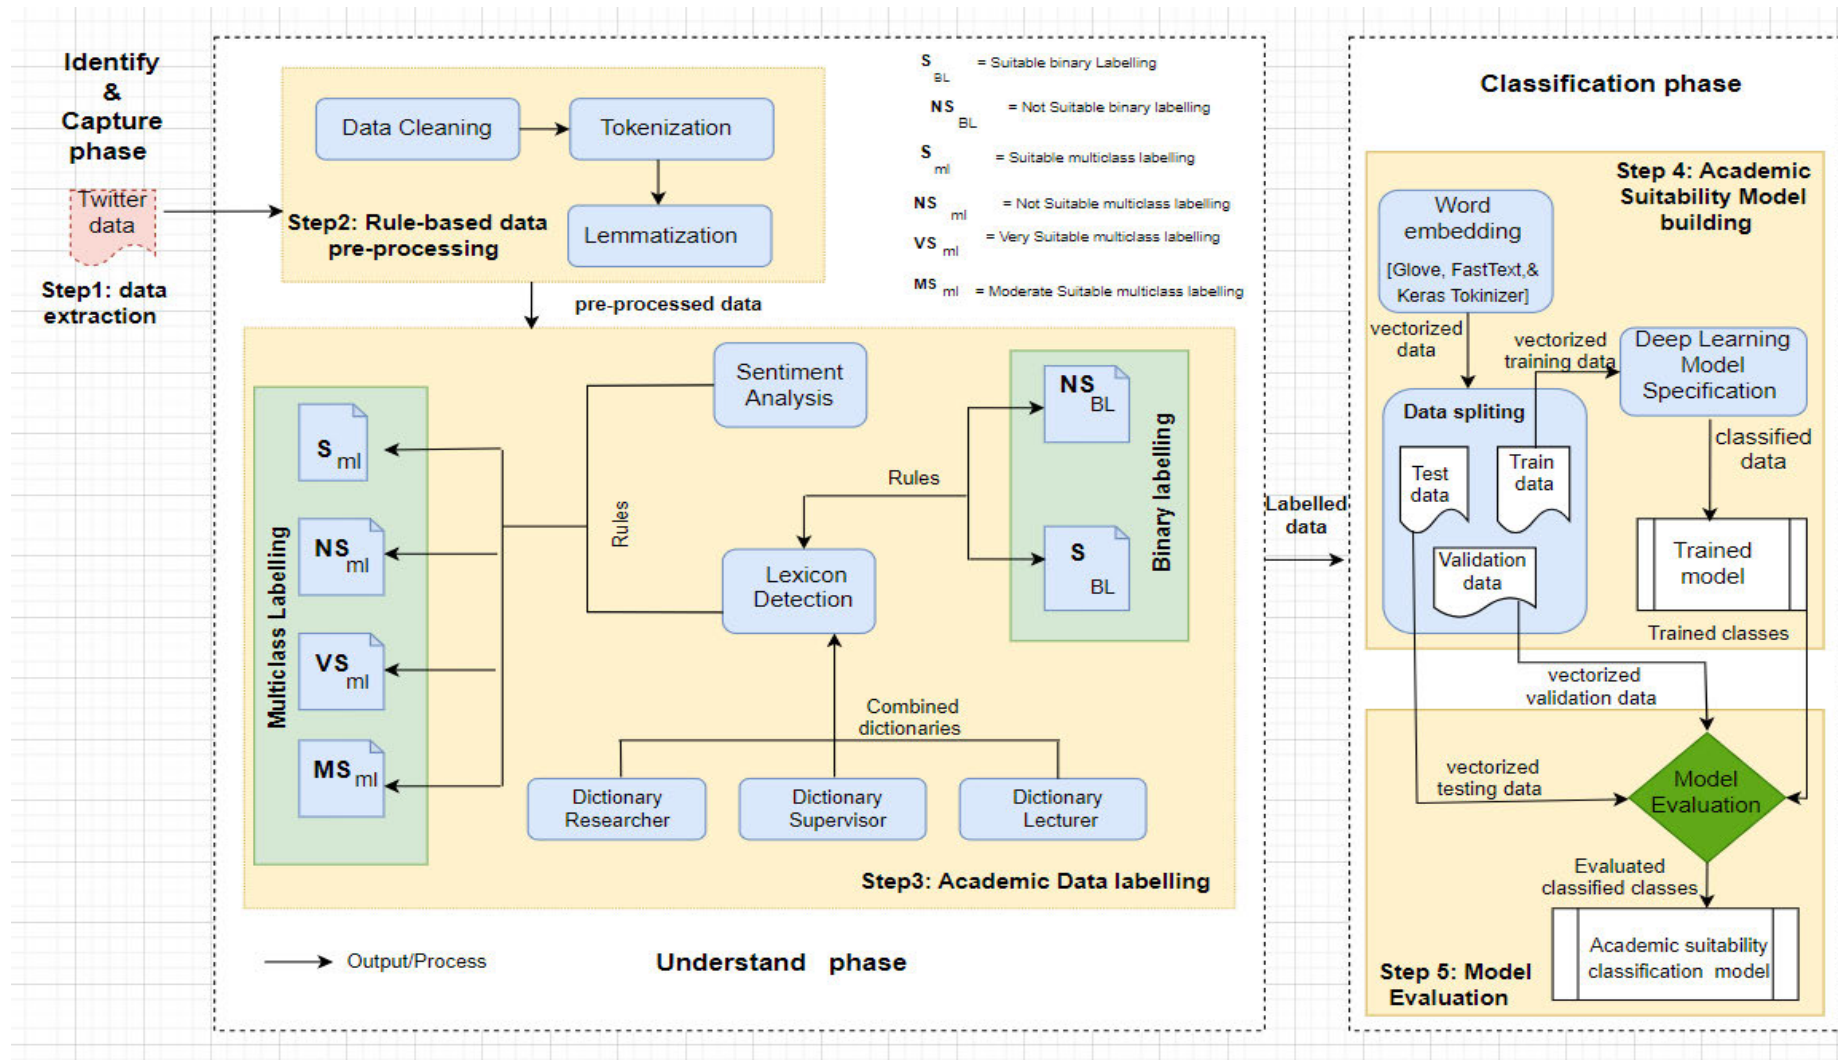 Identify
&
Capture
phase
Twitter
data
Step1: data
extraction
Data Cleaning
Tokenization
Lemmatization
Step2: Rule-based data
pre-processing
S BL = Suitable binary Labelling
NS BL = Not Suitable binary labelling
S ml = Suitable multiclass labelling
NS ml = Not Suitable multiclass labelling
VS ml = Very Suitable multiclass labelling
MS ml = Moderate Suitable multiclass labelling
pre-processed data
Multiclass Labelling
S ml
NS ml
VS ml
MS ml
Sentiment
Analysis
Rules
Lexicon
Detection
Rules
NS BL
S BL
Binary labelling
Combined
dictionaries
Dictionary
Researcher
Dictionary
Supervisor
Dictionary
Lecturer
Step3: Academic Data labelling
Output/Process
Understand phase
Labelled
data
Classification phase
Step 4: Academic
Suitability Model
building
Word
embedding
[Glove, FastText,&
Keras Tokinizer]
vectorized
data
vectorized
training data
Deep Learning
Model
Specification
Data spliting
Test
data
Train
data
Validation
data
classified
data
Trained
model
Trained classes
vectorized
validation data
vectorized
testing data
Model
Evaluation
Evaluated
classified classes
Academic suitability
classification model
Step 5: Model
Evaluation